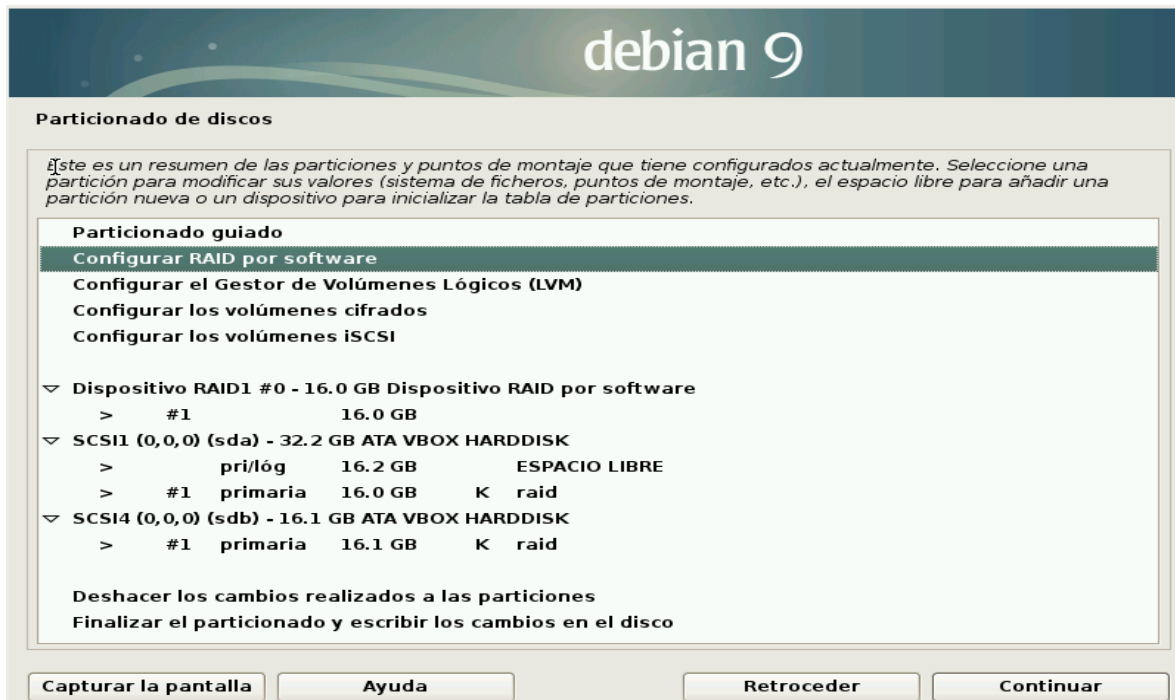 debian 9
Particionado de discos
Este es un resumen de las particiones y puntos de montaje que tiene configurados actualmente. Seleccione una
partición para modificar sus valores (sistema de ficheros, puntos de montaje, etc.), el espacio libre para añadir una
partición nueva o un dispositivo para inicializar la tabla de particiones.
Particionado guiado
Configurar RAID por software
Configurar el Gestor de Volúmenes Lógicos (LVM)
Configurar los volúmenes cifrados
Configurar los volúmenes iSCSI
Dispositivo RAID1 #0 - 16.0 GB Dispositivo RAID por software
> #1 16.0 GB
SCSI1 (0,0,0) (sda) - 32.2 GB ATA VBOX HARDDISK
> pri/lóg 16.2 GB ESPACIO LIBRE
> #1 primaria 16.0 GB K raid
SCSI4 (0,0,0) (sdb) - 16.1 GB ATA VBOX HARDDISK
> #1 primaria 16.1 GB K raid
Deshacer los cambios realizados a las particiones
Finalizar el particionado y escribir los cambios en el disco
Capturar la pantalla Ayuda Retroceder Continuar